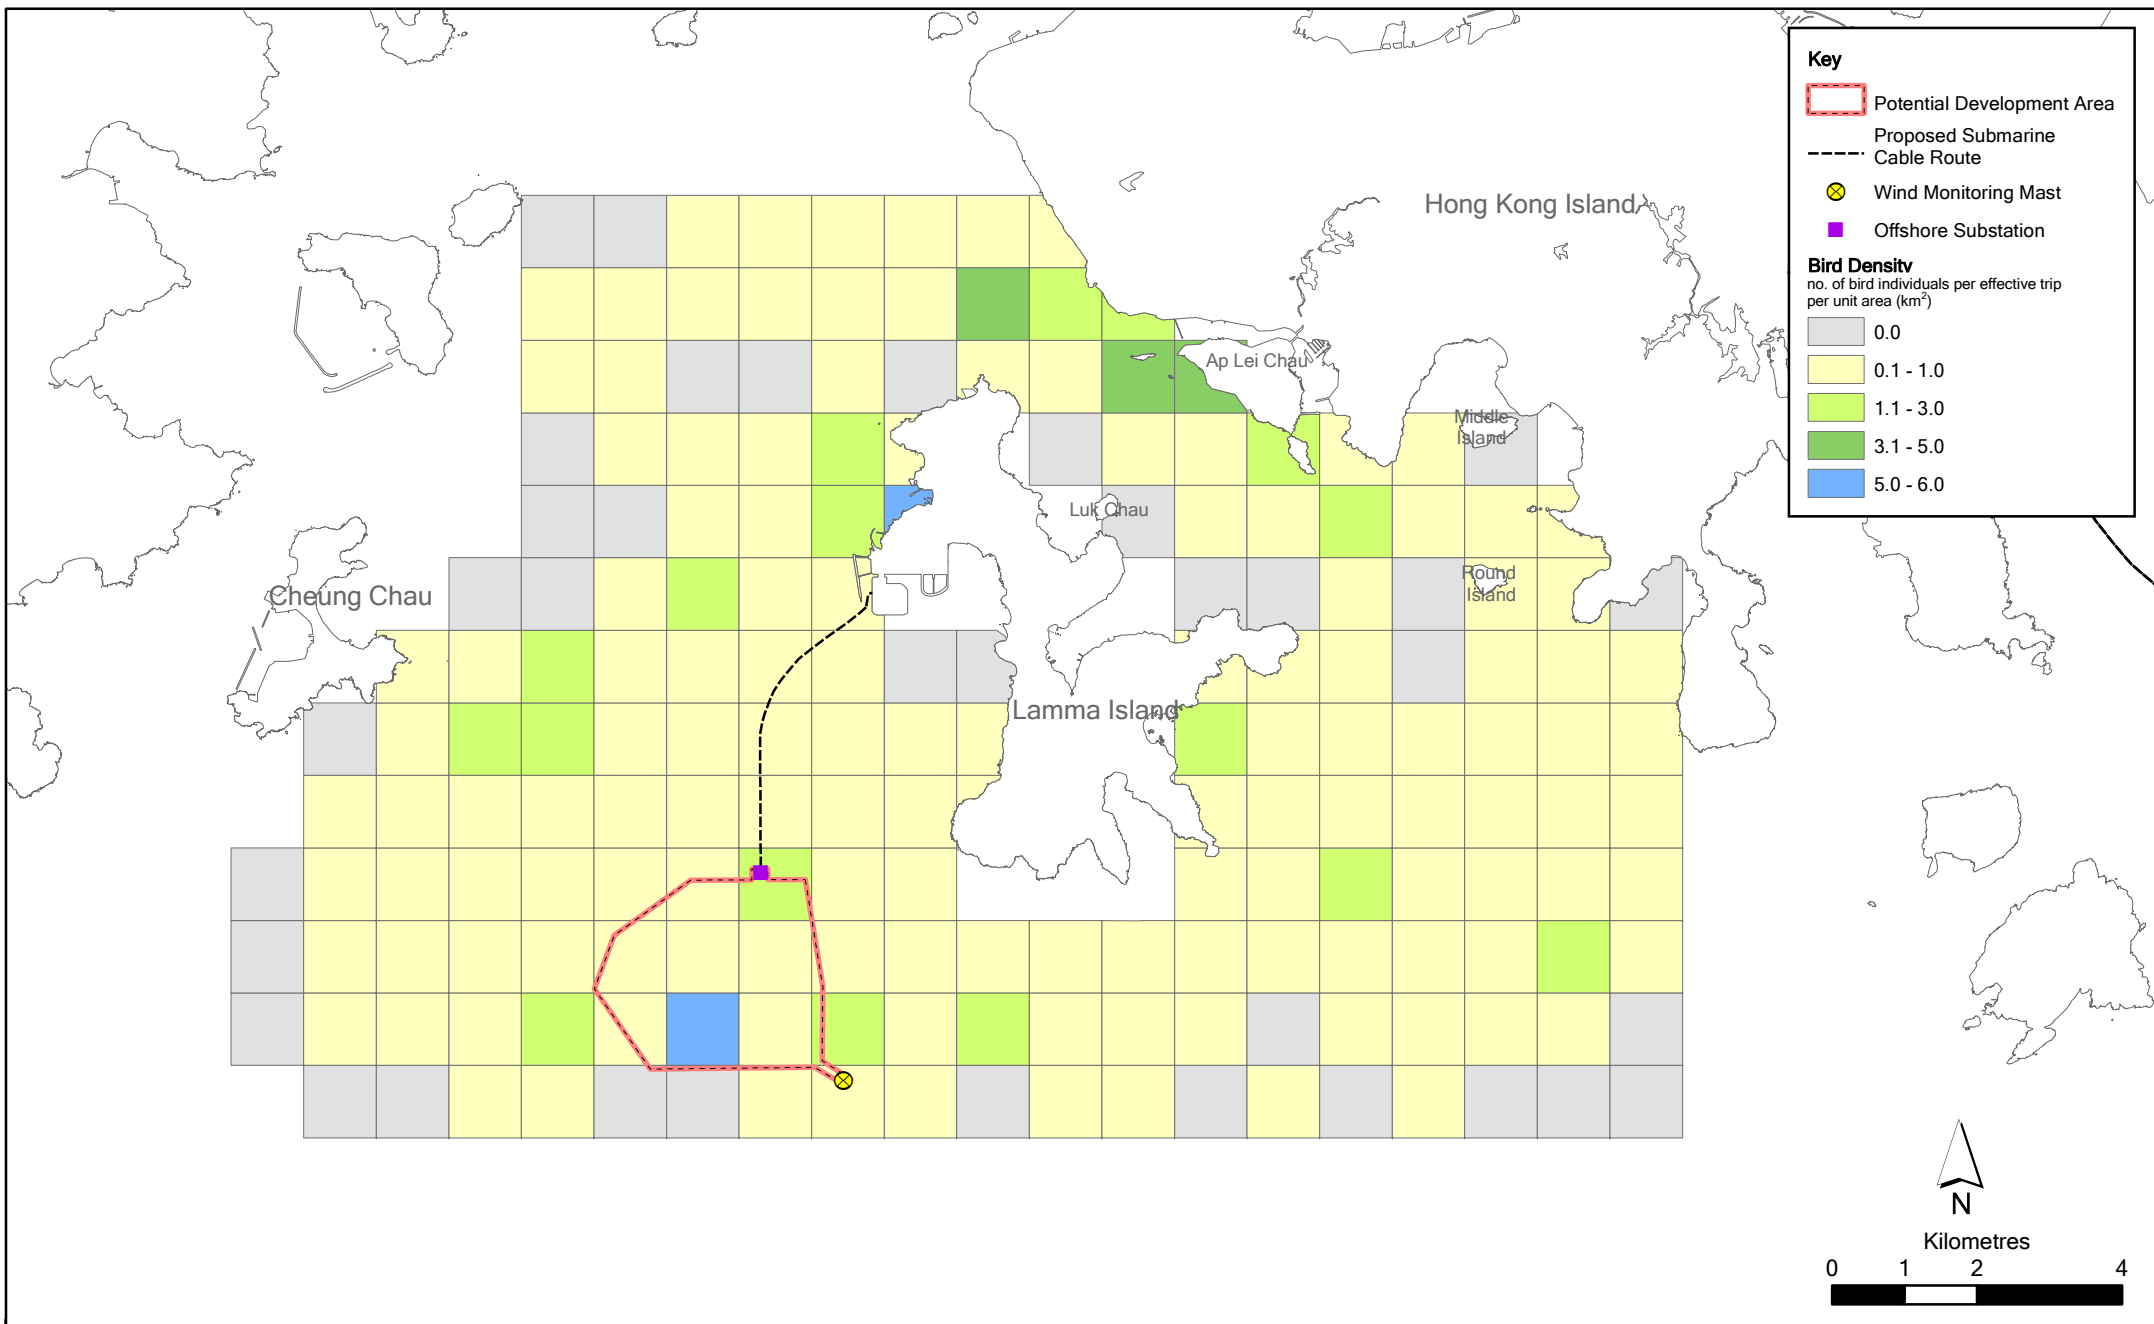 Key
Potential Development Area
Proposed Submarine
Cable Route
Wind Monitoring Mast
Offshore Substation
Bird Density
no. of bird individuals per effective trip
per unit area (km²)
0.0
0.1 - 1.0
1.1 - 3.0
3.1 - 5.0
5.0 - 6.0
Hong Kong Island
Ap Lei Chau
Middle
Island
Luk Chau
Round
Island
Cheung Chau
Lamma Island
N
Kilometres
0 1 2 4